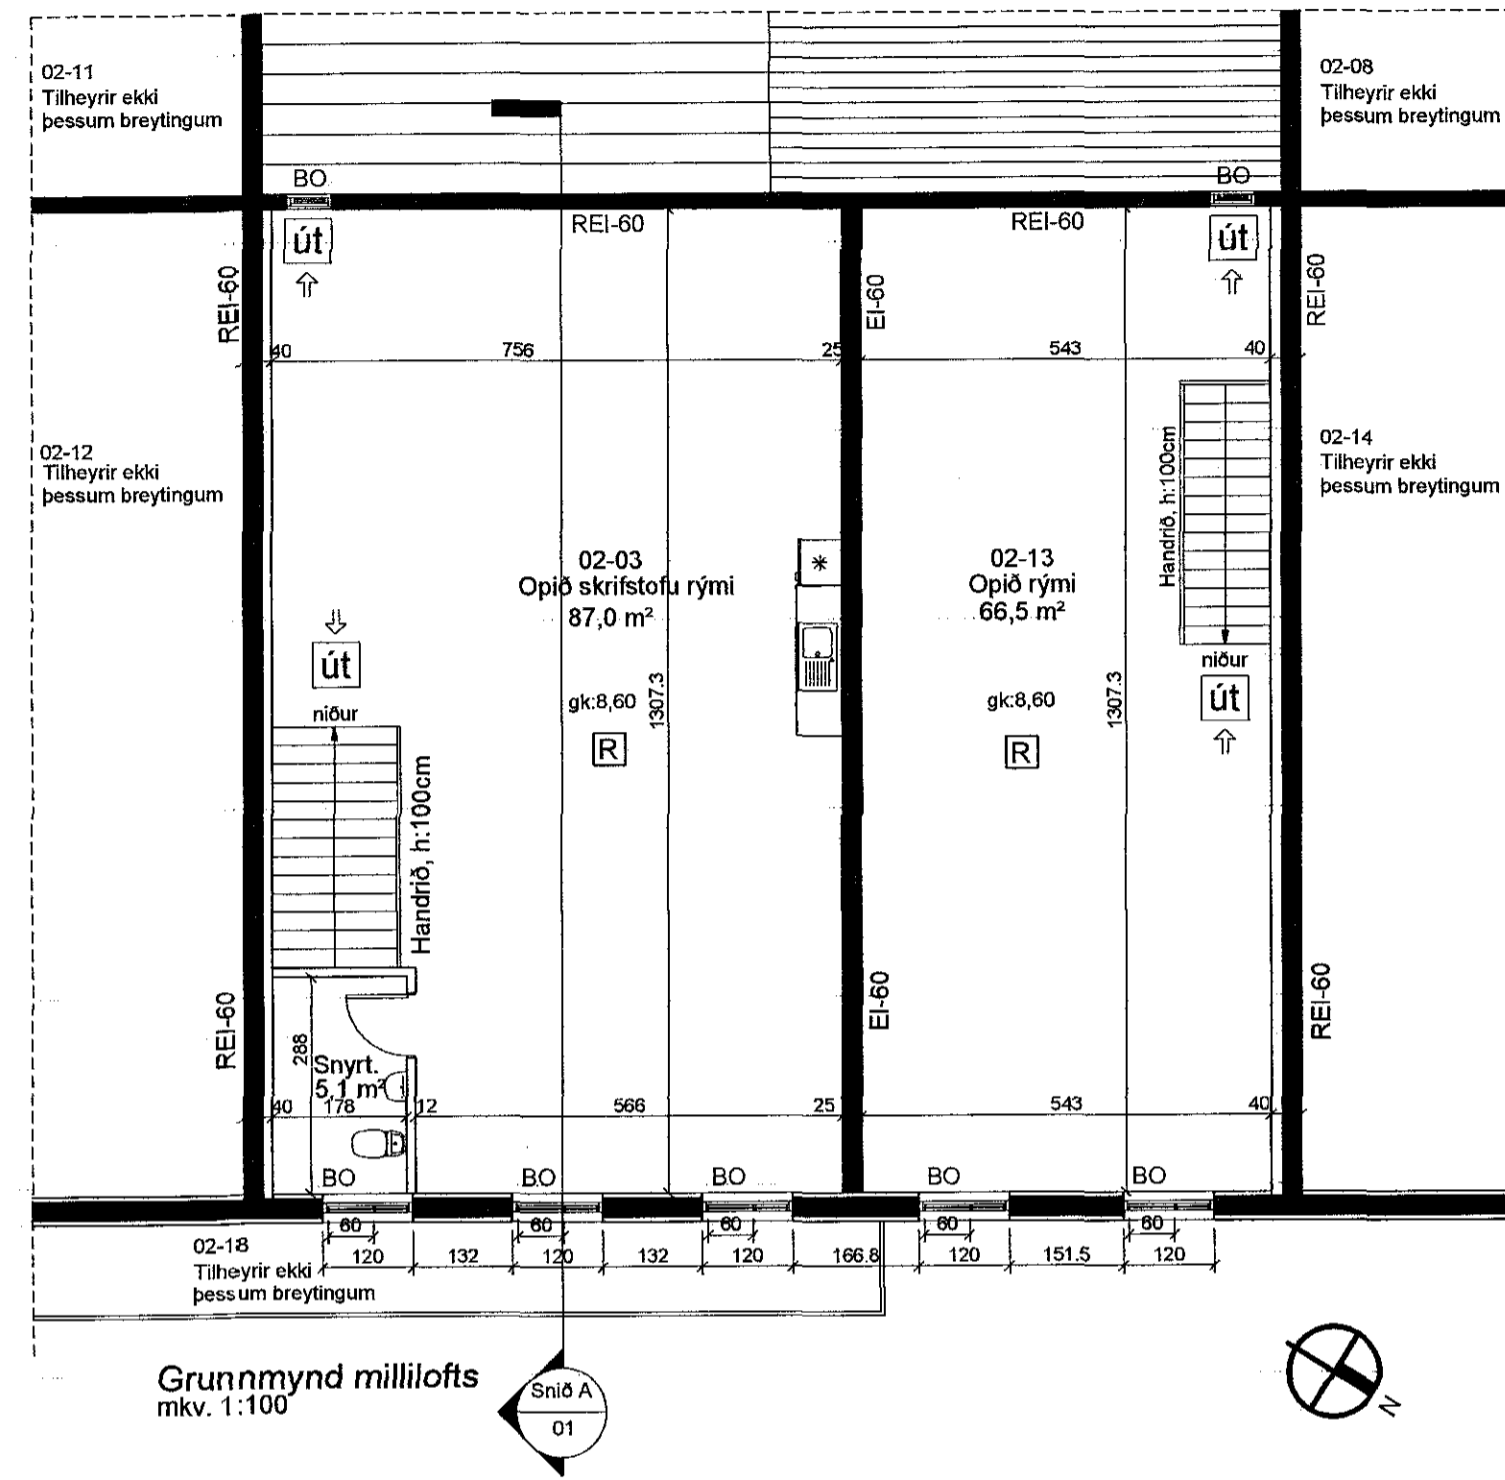 02-11
Tilheyrir ekki
þessum breytingum
02-08
Tilheyrir ekki
þessum breytingum
BO
BO
REI-60
REI-60
út
út
REI-60
EI-60
REI-60
40
756
25
543
40
02-12
Tilheyrir ekki
þessum breytingum
02-14
Tilheyrir ekki
þessum breytingum
Handrið, h:100cm
02-03
Opið skrifstofu rými
87,0 m²
02-13
Opið rými
66,5 m²
út
niður
niður
út
gk:8,60
1307.3
gk:8,60
1307.3
R
R
Handrið, h:100cm
REI-60
EI-60
REI-60
288
Snyrt.
5,1 m²
40
178
12
566
25
543
40
BO
BO
BO
BO
BO
60
60
60
60
60
120
132
120
132
120
166.8
120
151.5
120
02-18
Tilheyrir ekki
þessum breytingum
Grunnmynd millilofts
mkv. 1:100
Snið A
01
N